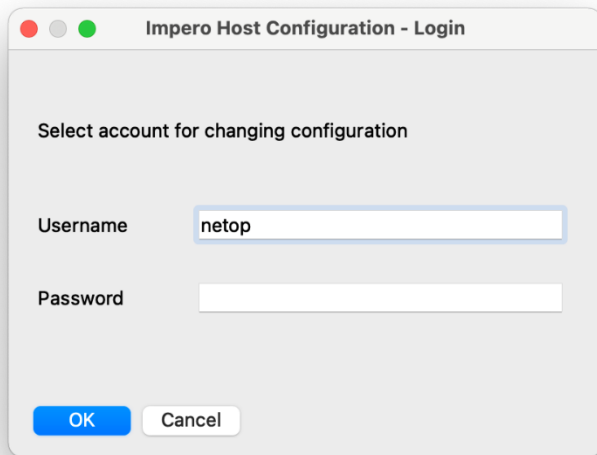 Impero Host Configuration - Login
Select account for changing configuration
Username netop
Password
OK Cancel